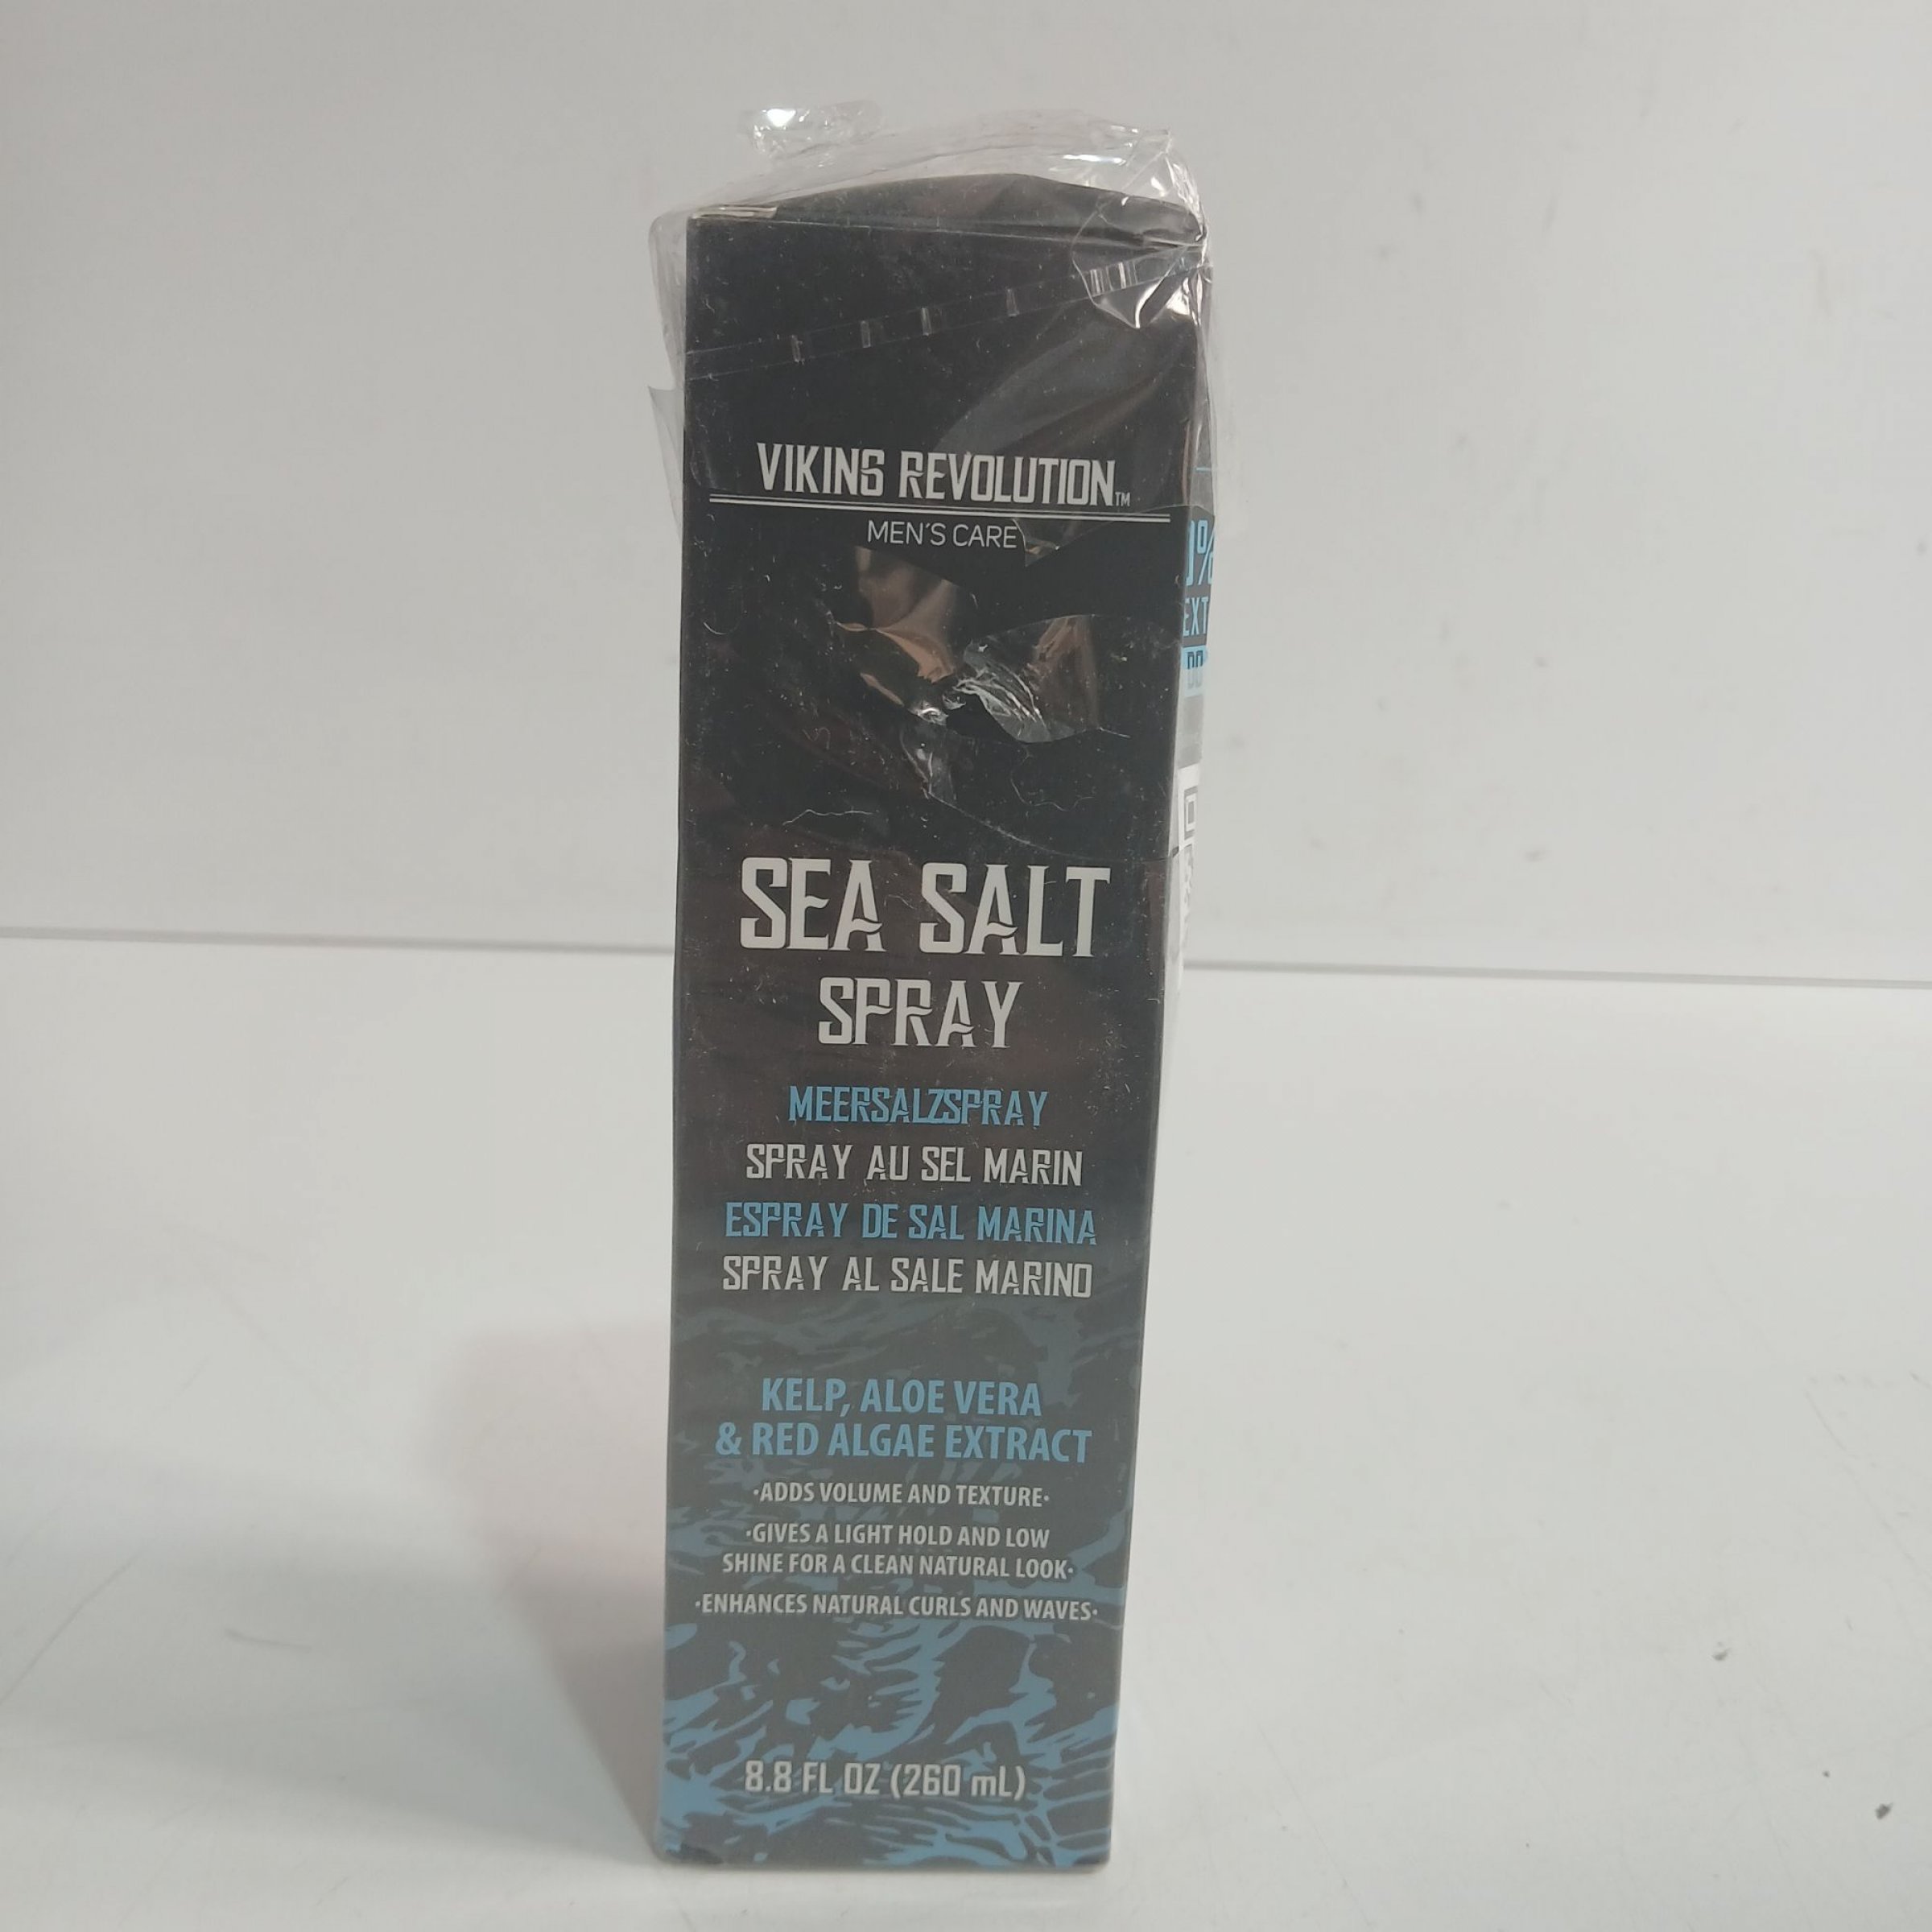 VIKING REVOLUTION™
MEN'S CARE
SEA SALT
SPRAY
MEERSALZSPRAY
SPRAY AU SEL MARIN
ESPRAY DE SAL MARINA
SPRAY AL SALE MARINO
KELP, ALOE VERA
& RED ALGAE EXTRACT
·ADDS VOLUME AND TEXTURE·
·GIVES A LIGHT HOLD AND LOW
SHINE FOR A CLEAN NATURAL LOOK·
·ENHANCES NATURAL CURLS AND WAVES·
8.8 FL OZ (260 mL)